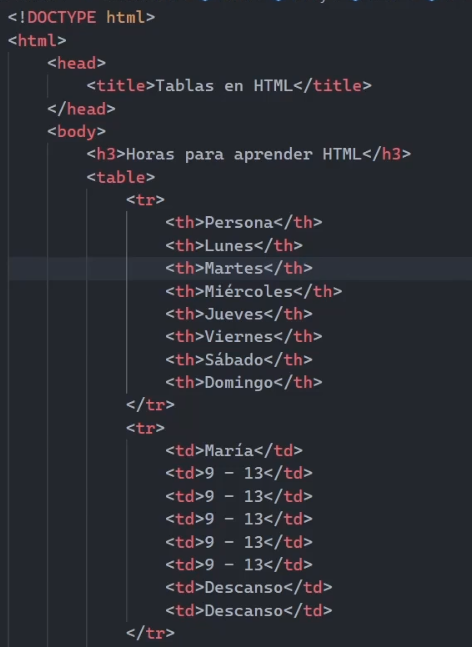 <!DOCTYPE html>
<html>
<head>
<title>Tablas en HTML</title>
</head>
<body>
<h3>Horas para aprender HTML</h3>
<table>
<tr>
<th>Persona</th>
<th>Lunes</th>
<th>Martes</th>
<th>Miércoles</th>
<th>Jueves</th>
<th>Viernes</th>
<th>Sábado</th>
<th>Domingo</th>
</tr>
<tr>
<td>María</td>
<td>9 - 13</td>
<td>9 - 13</td>
<td>9 - 13</td>
<td>9 - 13</td>
<td>9 - 13</td>
<td>Descanso</td>
<td>Descanso</td>
</tr>